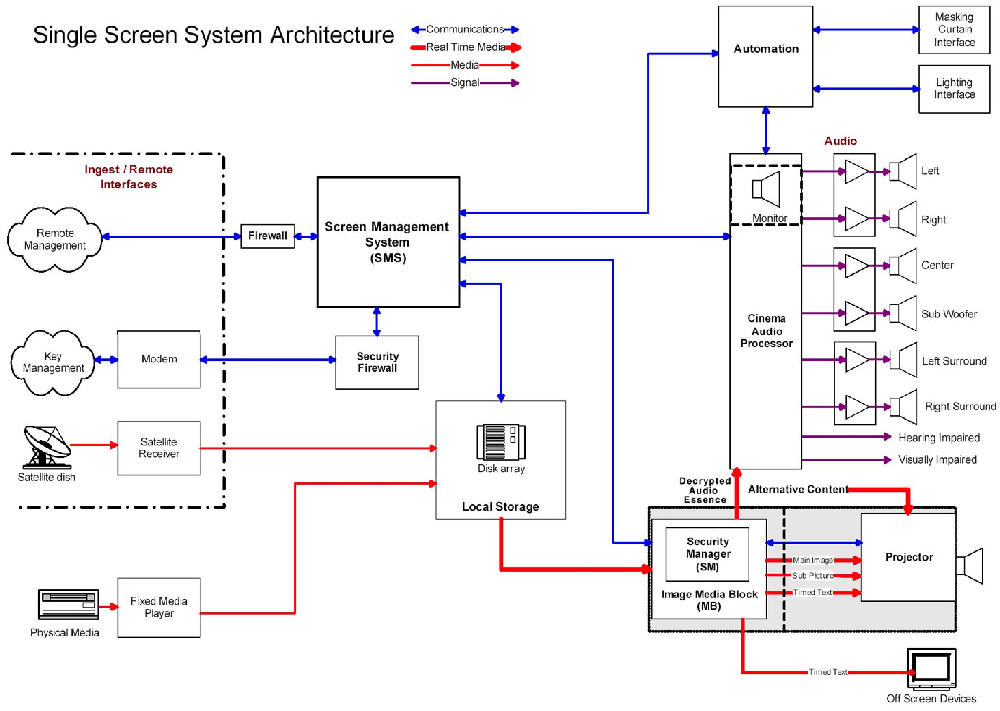 Single Screen System Architecture
Communications
Real Time Media
Media
Signal
Automation
Masking
Curtain
Interface
Lighting
Interface
Audio
Ingest / Remote
Interfaces
Remote
Management
Firewall
Screen Management
System
(SMS)
Monitor
Left
Right
Center
Sub Woofer
Cinema
Audio
Processor
Left Surround
Right Surround
Hearing Impaired
Visually Impaired
Key
Management
Modem
Security
Firewall
Satellite dish
Satellite
Receiver
Disk array
Local Storage
Decrypted
Audio
Essence
Alternative Content
Security
Manager
(SM)
Image Media Block
(MB)
Main Image
Sub-Picture
Timed Text
Projector
Physical Media
Fixed Media
Player
Timed Text
Off Screen Devices